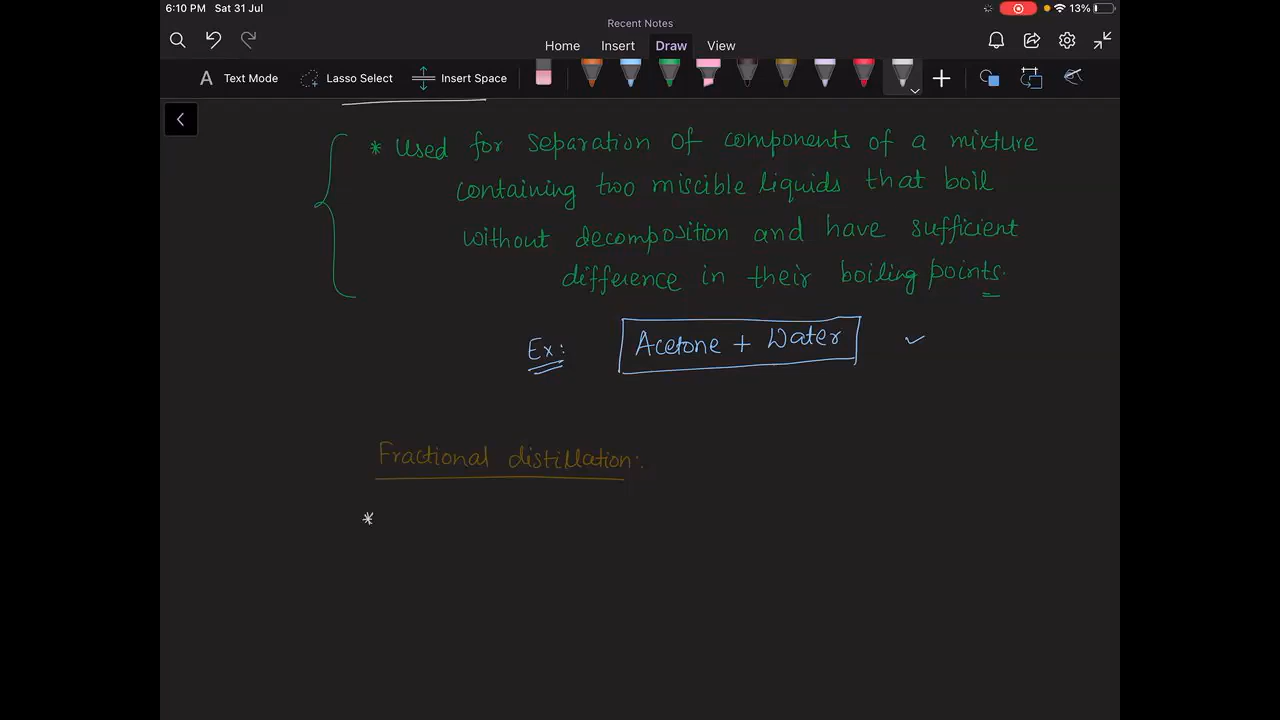 6:10 PM Sat 31 Jul
13%
Recent Notes
Home Insert Draw View
A Text Mode Lasso Select Insert Space
* Used for separation of components of a mixture
containing two miscible liquids that boil
without decomposition and have sufficient
difference in their boiling points.
Ex: Acetone + Water
Fractional distillation:
*